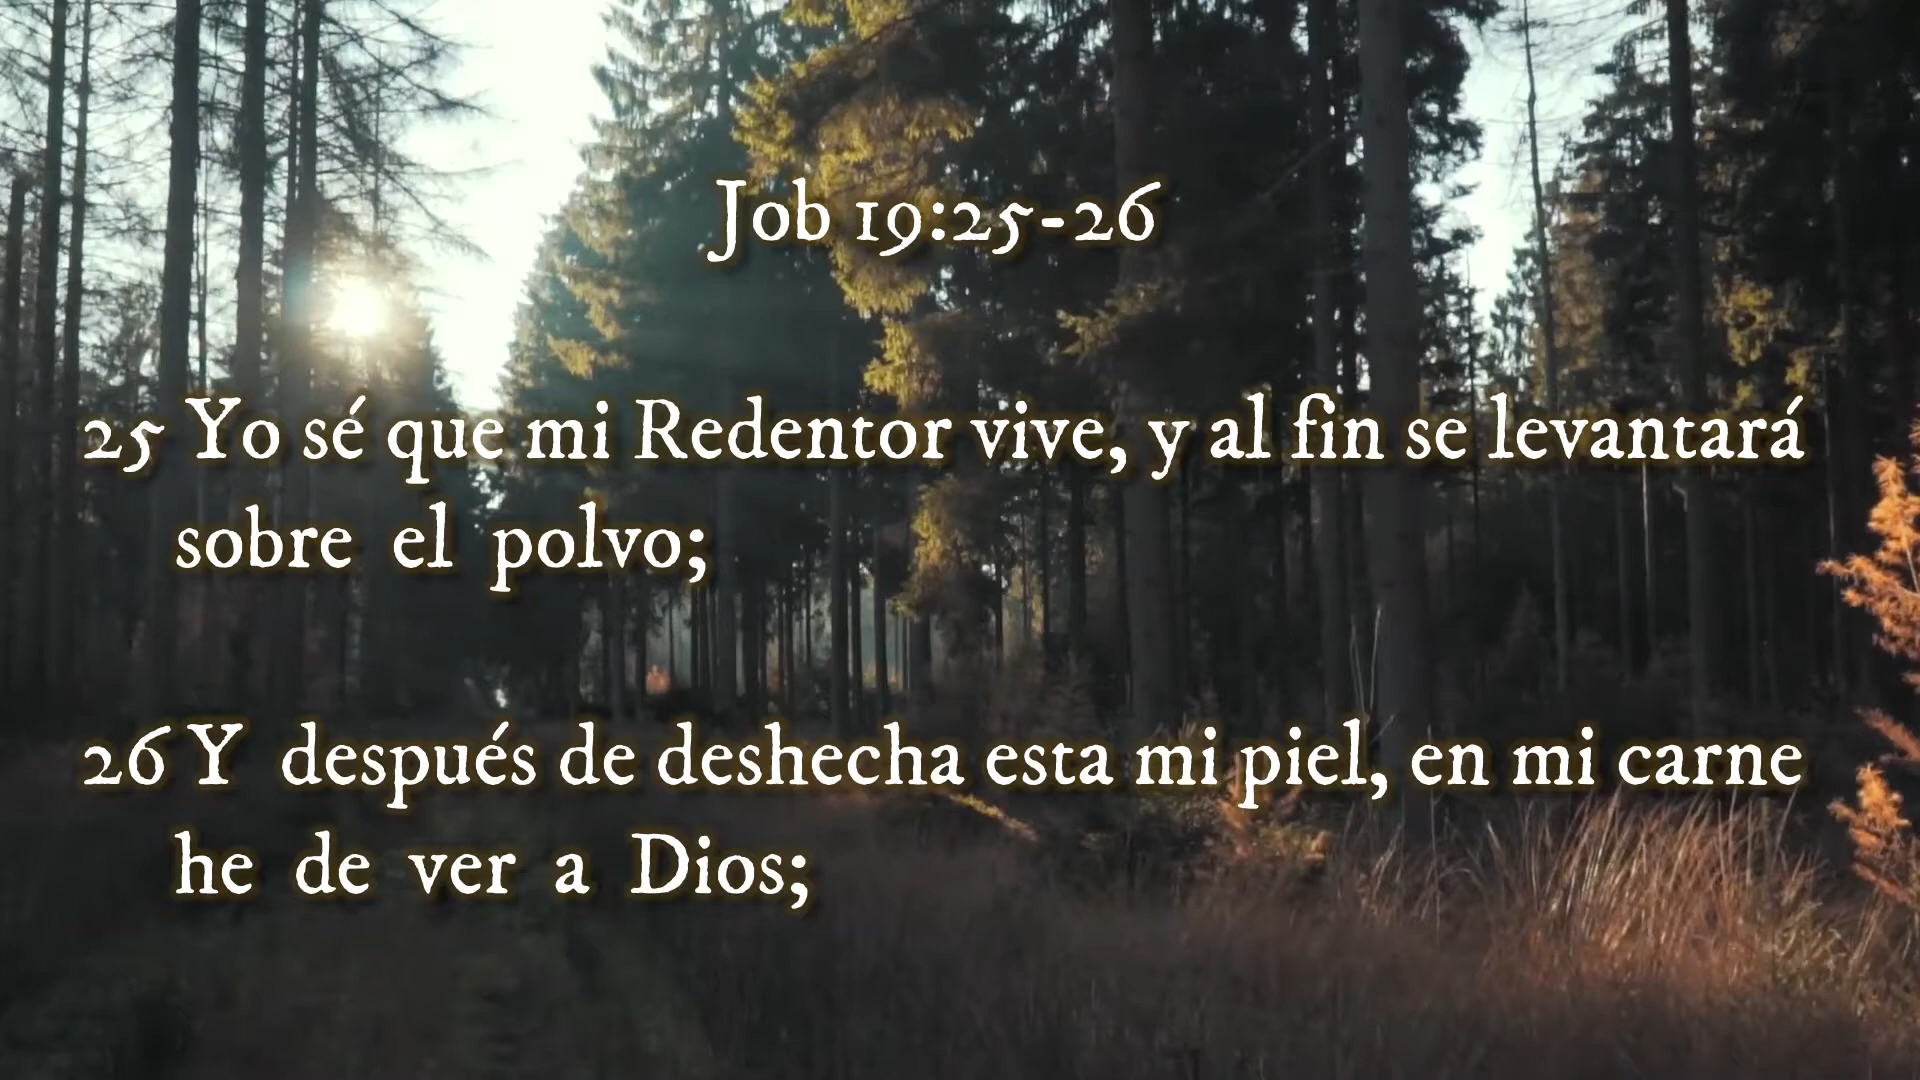 Job 19:25-26
25 Yo sé que mi Redentor vive, y al fin se levantará
sobre el polvo;
26 Y después de deshecha esta mi piel, en mi carne
he de ver a Dios;